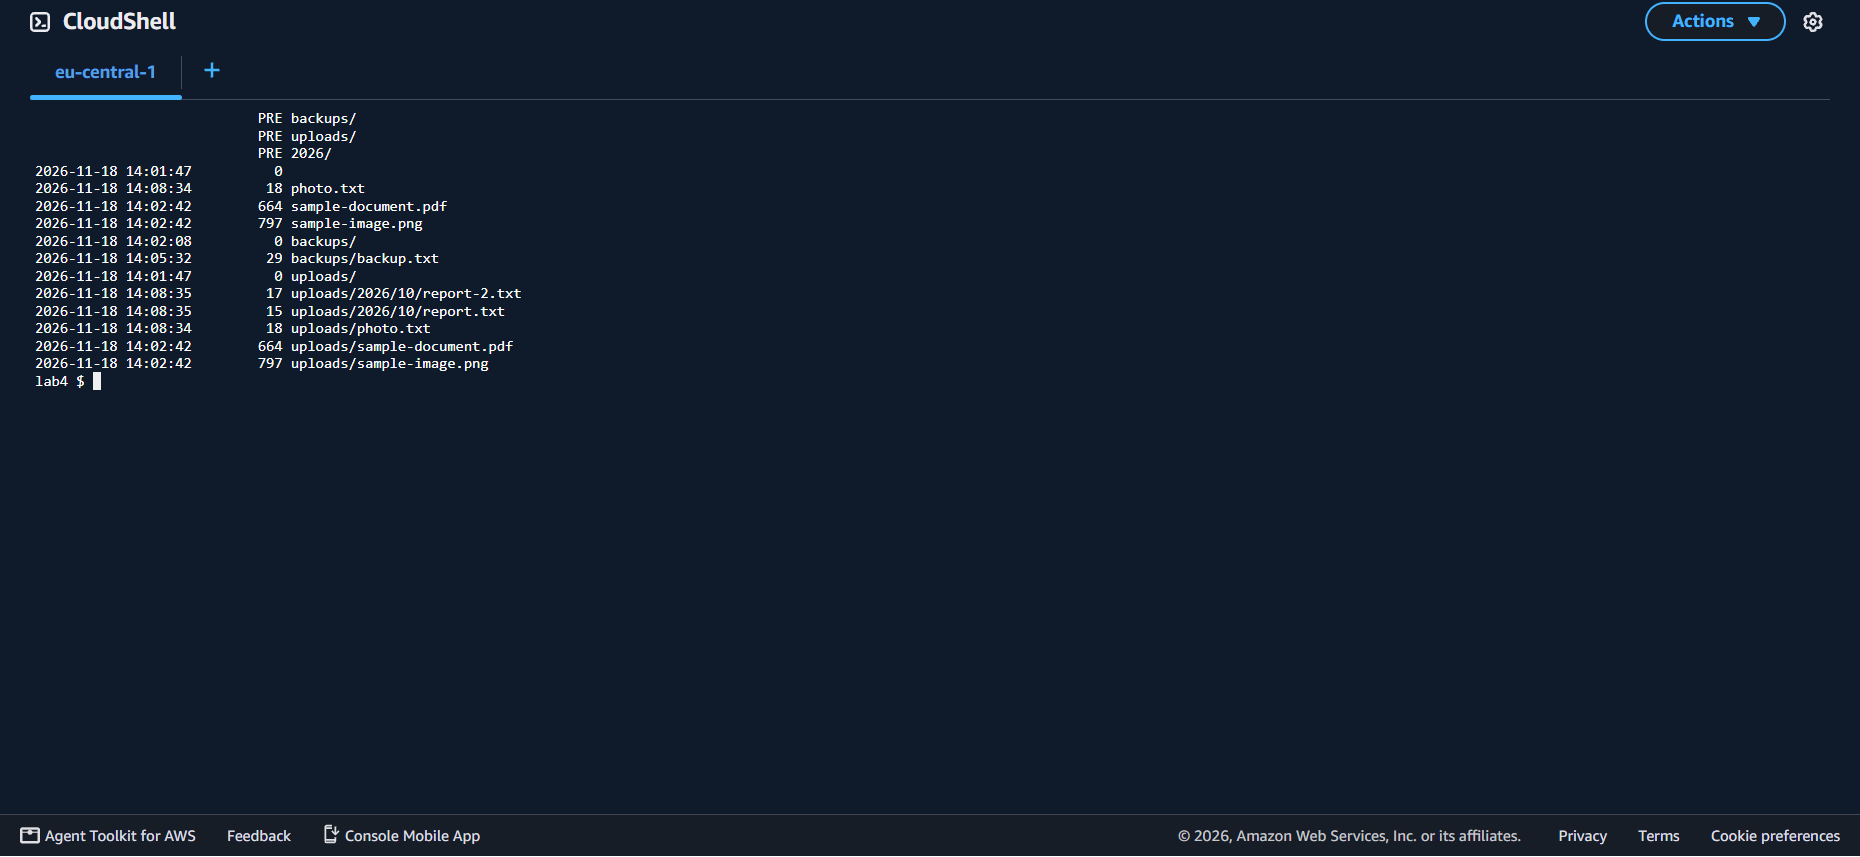 CloudShell
Actions
eu-central-1 +
PRE backups/
PRE uploads/
PRE 2026/
2026-11-18 14:01:47 0
2026-11-18 14:08:34 18 photo.txt
2026-11-18 14:02:42 664 sample-document.pdf
2026-11-18 14:02:42 797 sample-image.png
2026-11-18 14:02:08 0 backups/
2026-11-18 14:05:32 29 backups/backup.txt
2026-11-18 14:01:47 0 uploads/
2026-11-18 14:08:35 17 uploads/2026/10/report-2.txt
2026-11-18 14:08:35 15 uploads/2026/10/report.txt
2026-11-18 14:08:34 18 uploads/photo.txt
2026-11-18 14:02:42 664 uploads/sample-document.pdf
2026-11-18 14:02:42 797 uploads/sample-image.png
lab4 $
Agent Toolkit for AWS Feedback Console Mobile App © 2026, Amazon Web Services, Inc. or its affiliates. Privacy Terms Cookie preferences